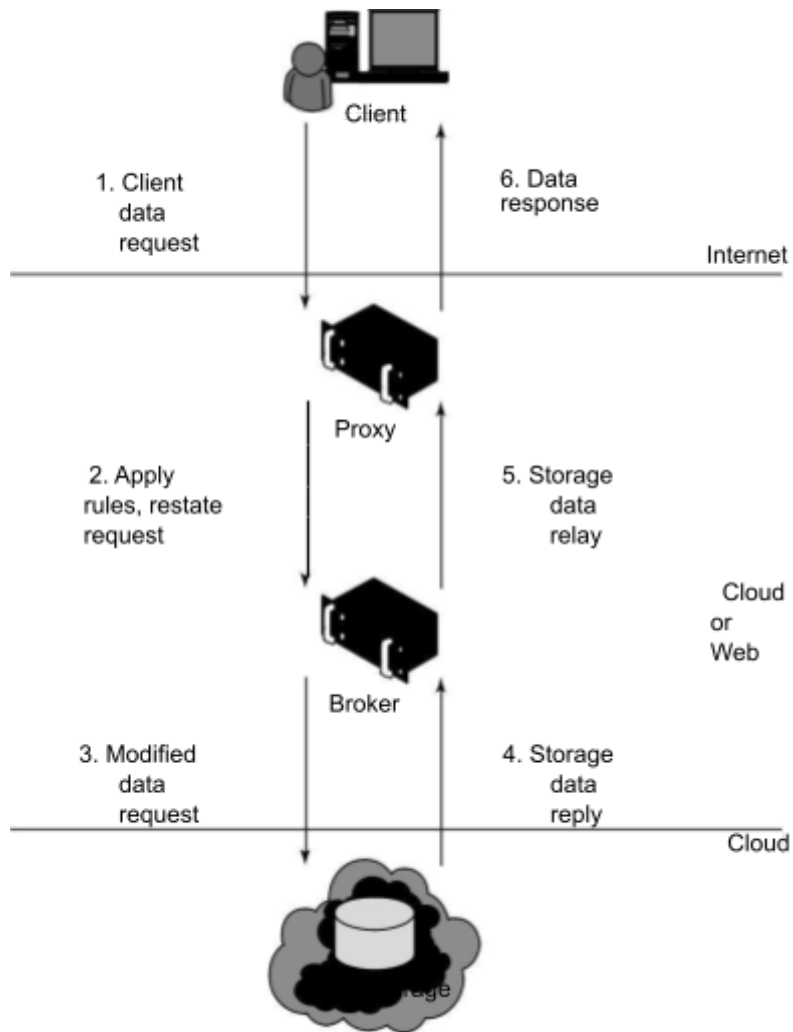 Client
1. Client
data
request
6. Data
response
Internet
Proxy
2. Apply
rules, restate
request
5. Storage
data
relay
Cloud
or
Web
Broker
3. Modified
data
request
4. Storage
data
reply
Cloud